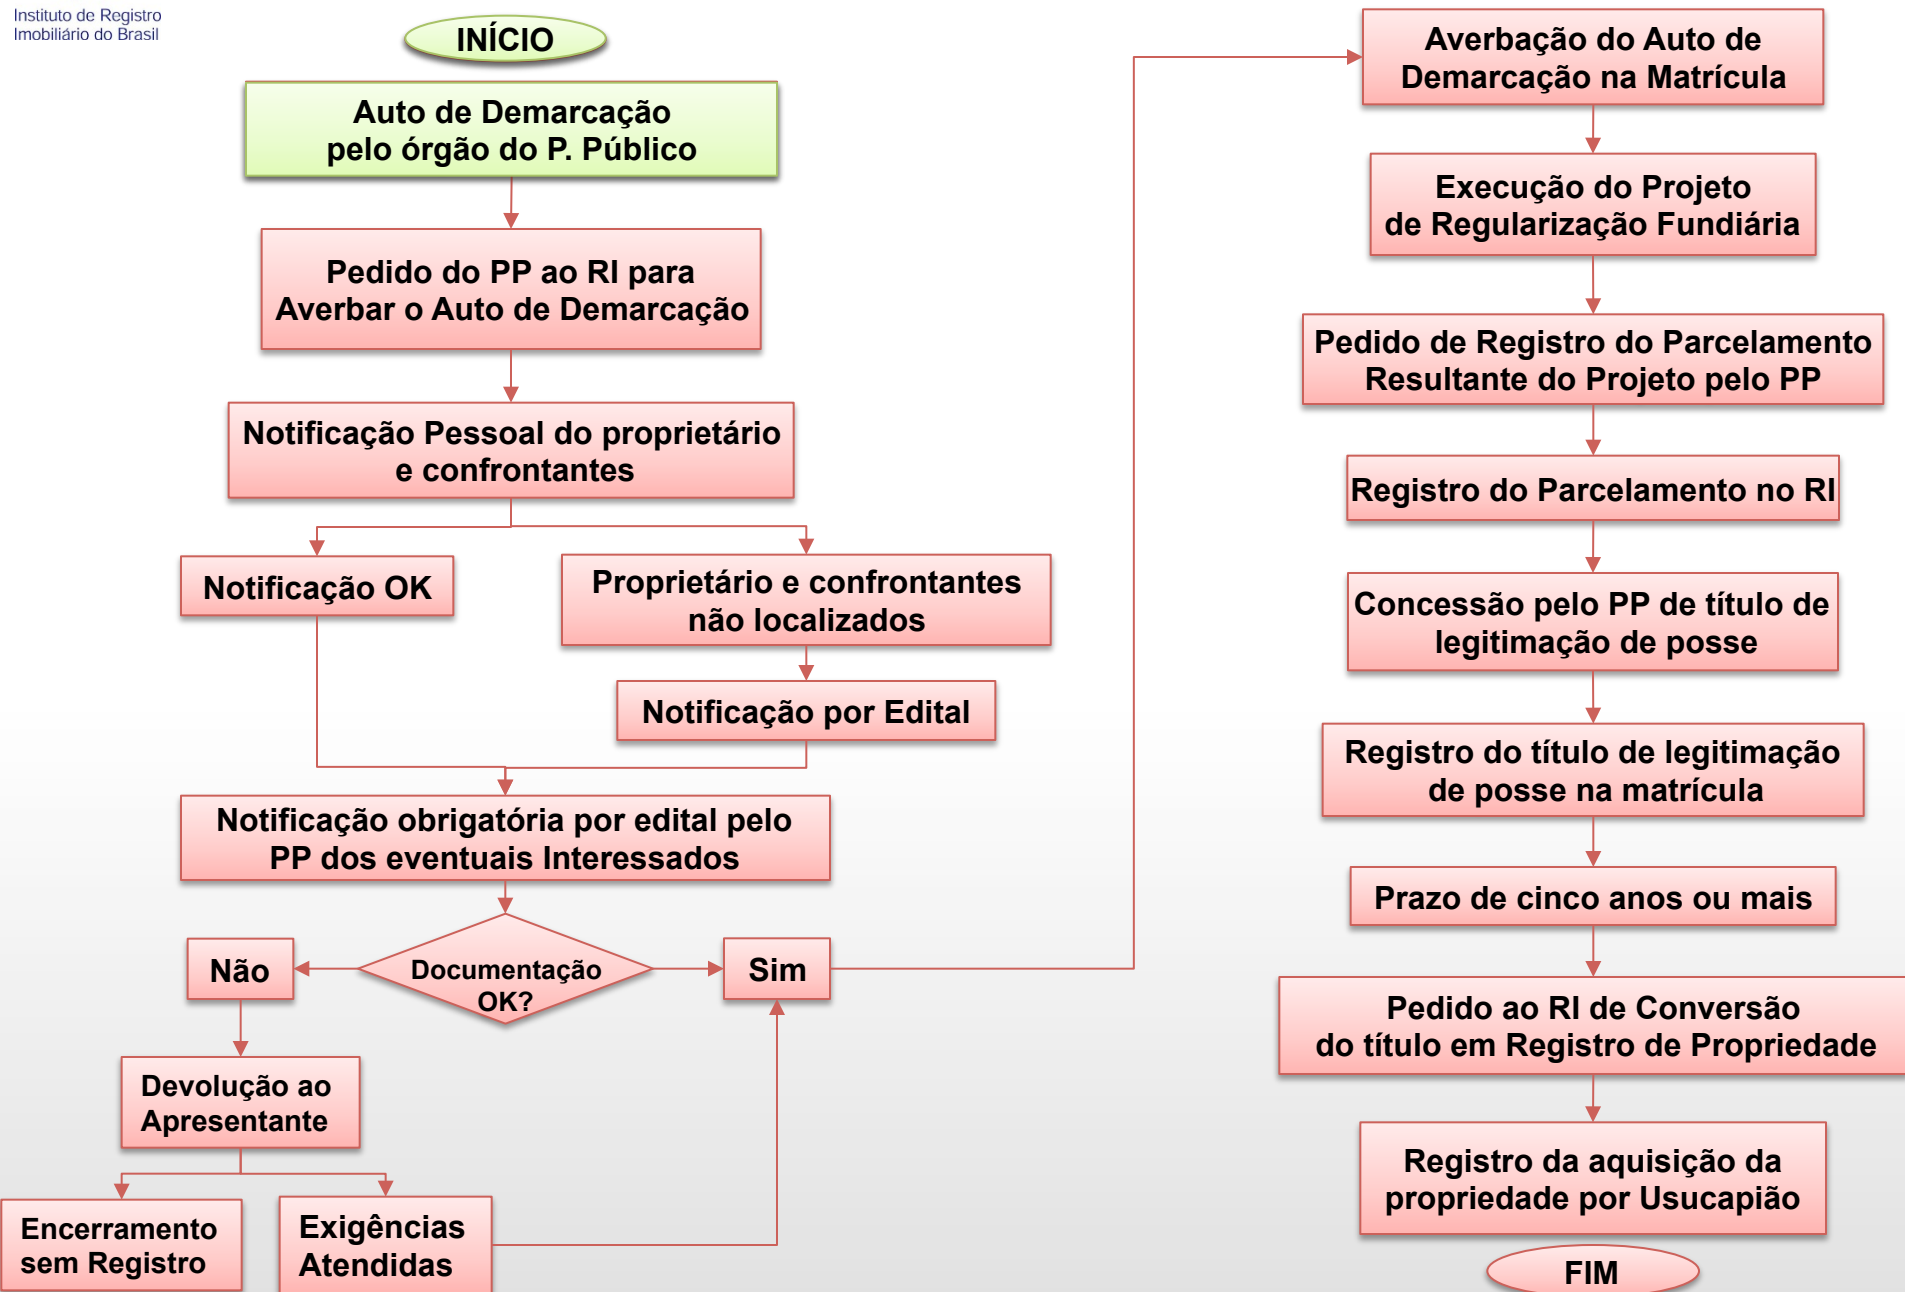 Instituto de Registro
Imobiliário do Brasil
INÍCIO
Auto de Demarcação
pelo órgão do P. Público
Pedido do PP ao RI para
Averbar o Auto de Demarcação
Notificação Pessoal do proprietário
e confrontantes
Notificação OK
Proprietário e confrontantes
não localizados
Notificação por Edital
Notificação obrigatória por edital pelo
PP dos eventuais Interessados
Não
Documentação
OK?
Sim
Devolução ao
Apresentante
Encerramento
sem Registro
Exigências
Atendidas
Averbação do Auto de
Demarcação na Matrícula
Execução do Projeto
de Regularização Fundiária
Pedido de Registro do Parcelamento
Resultante do Projeto pelo PP
Registro do Parcelamento no RI
Concessão pelo PP de título de
legitimação de posse
Registro do título de legitimação
de posse na matrícula
Prazo de cinco anos ou mais
Pedido ao RI de Conversão
do título em Registro de Propriedade
Registro da aquisição da
propriedade por Usucapião
FIM